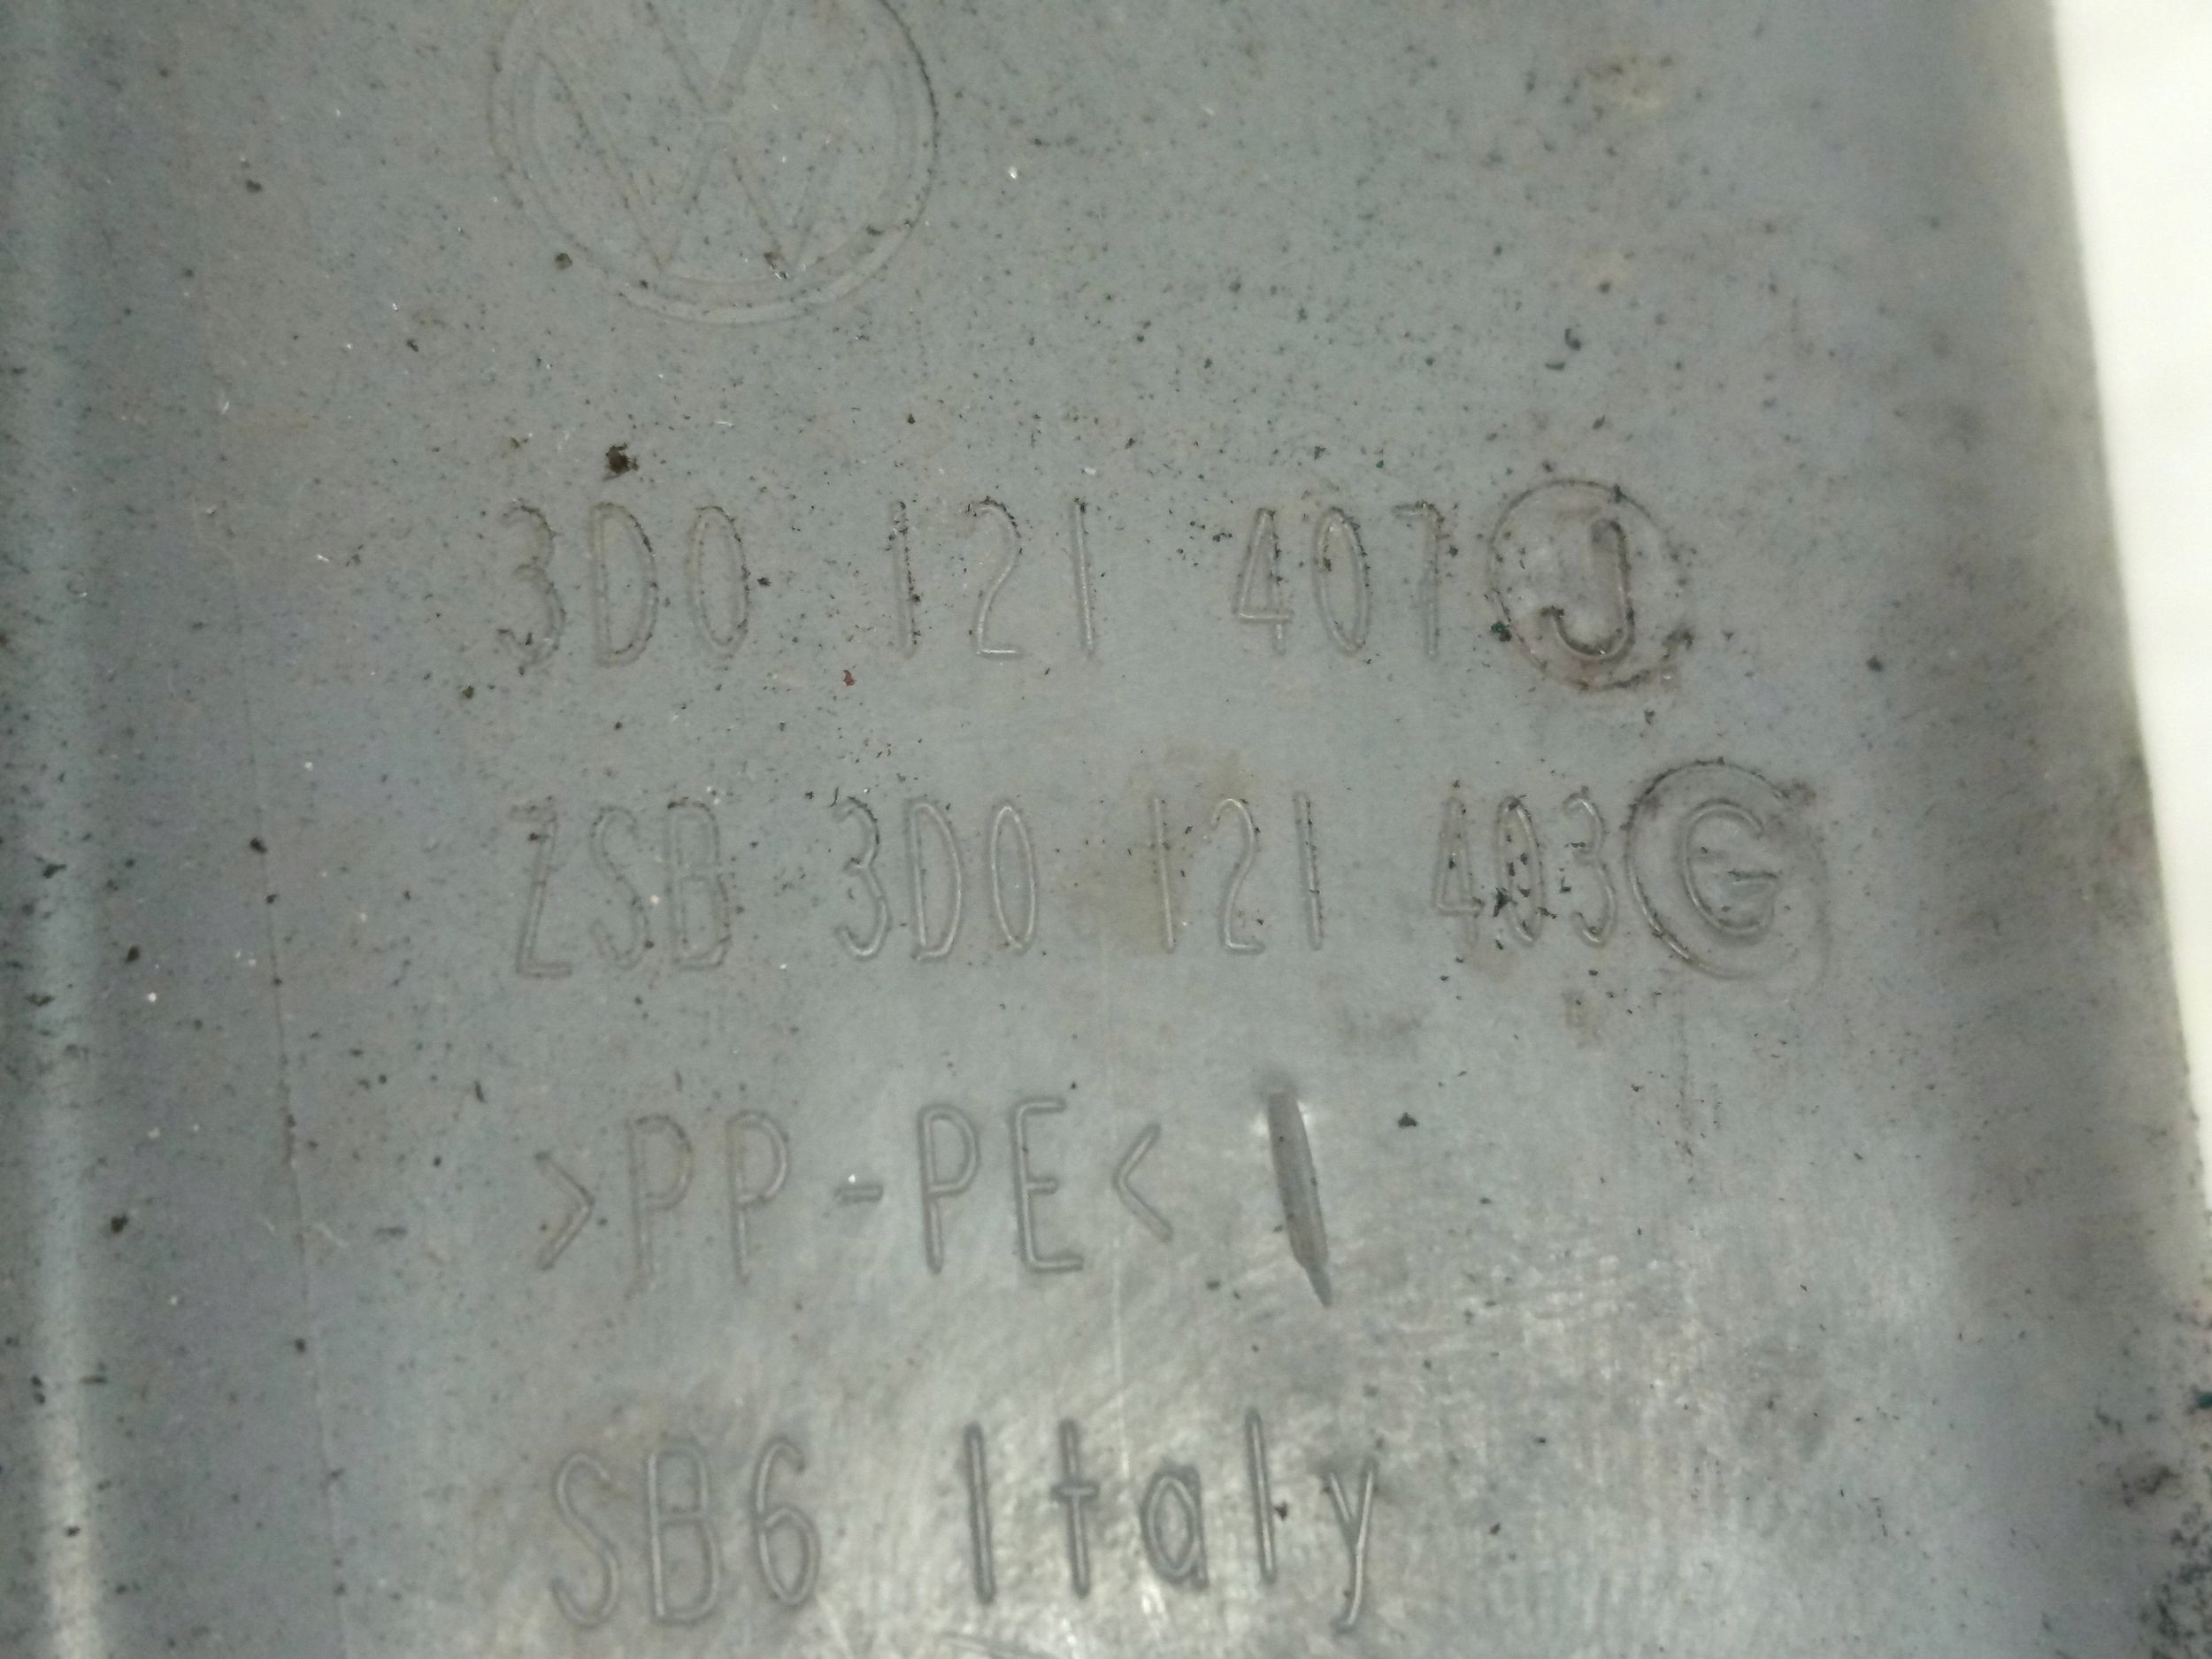 3D0 121 407 J
ZSB 3D0 121 403 G
>PP-PE<
SB6 Italy